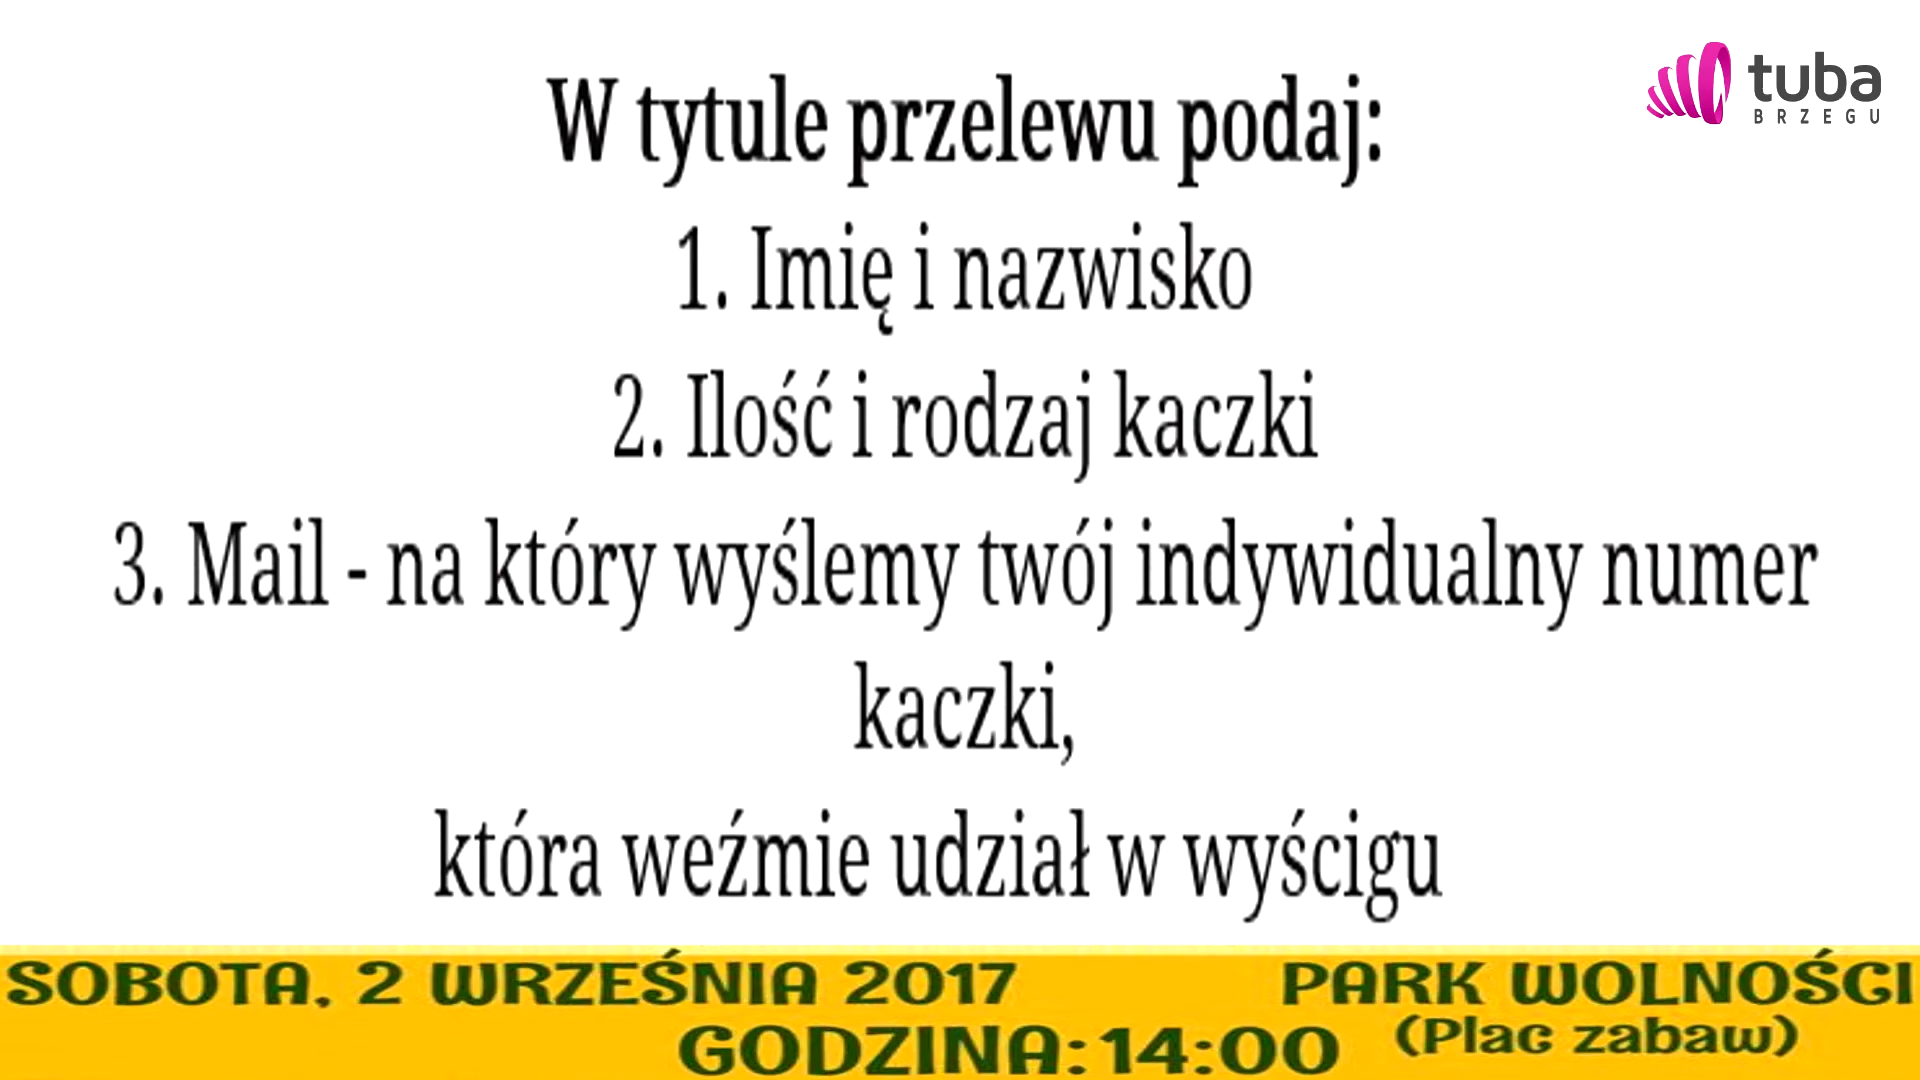 tuba
BRZEGU
W tytule przelewu podaj:
1. Imię i nazwisko
2. Ilość i rodzaj kaczki
3. Mail - na który wyślemy twój indywidualny numer
kaczki,
która weźmie udział w wyścigu
SOBOTA, 2 WRZEŚNIA 2017
PARK WOLNOŚCI
GODZINA: 14:00
(Plac zabaw)